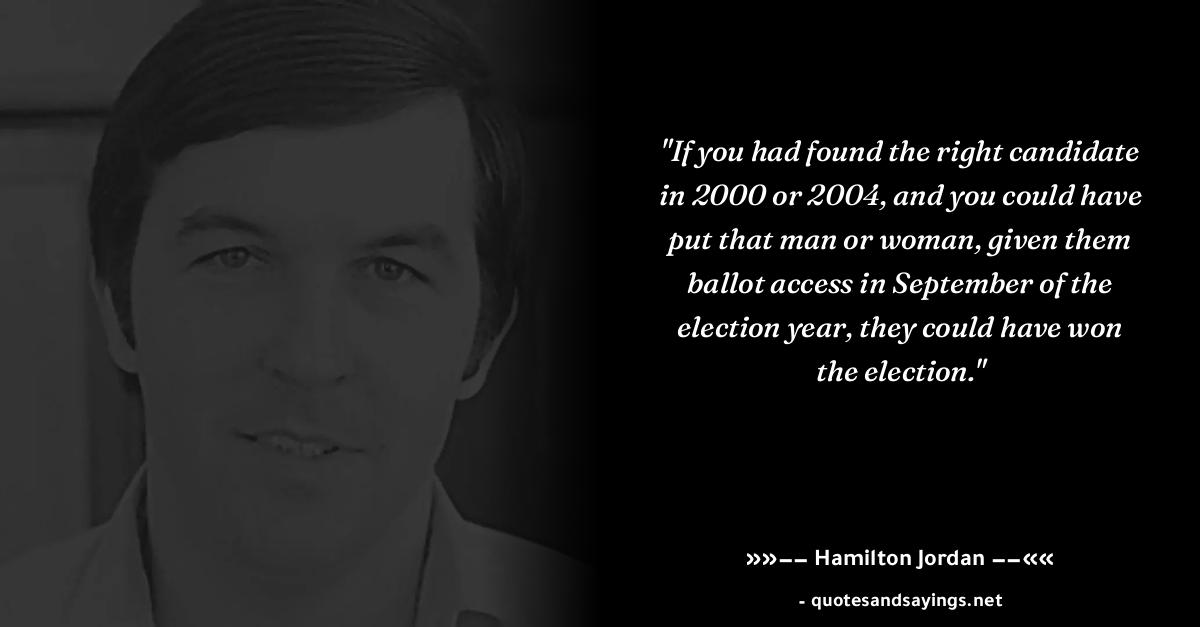 "If you had found the right candidate
in 2000 or 2004, and you could have
put that man or woman, given them
ballot access in September of the
election year, they could have won
the election."
»»−− Hamilton Jordan −−««
- quotesandsayings.net